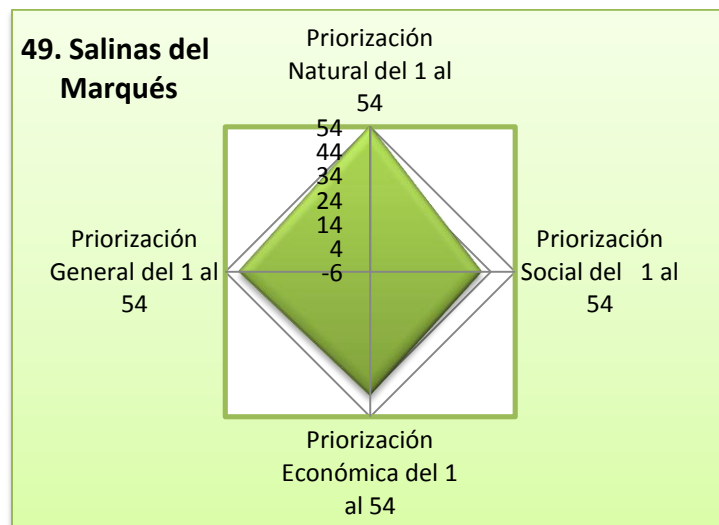 49. Salinas del
Marqués
Priorización
Natural del 1 al
54
54
44
34
24
14
4
-6
Priorización
General del 1 al
54
Priorización
Social del 1 al
54
Priorización
Económica del 1
al 54